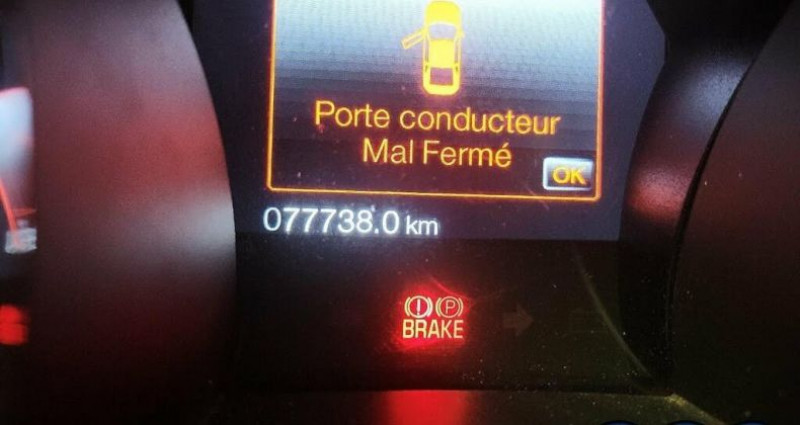 Porte conducteur
Mal Fermé
OK
077738.0 km
(!) (P)
BRAKE